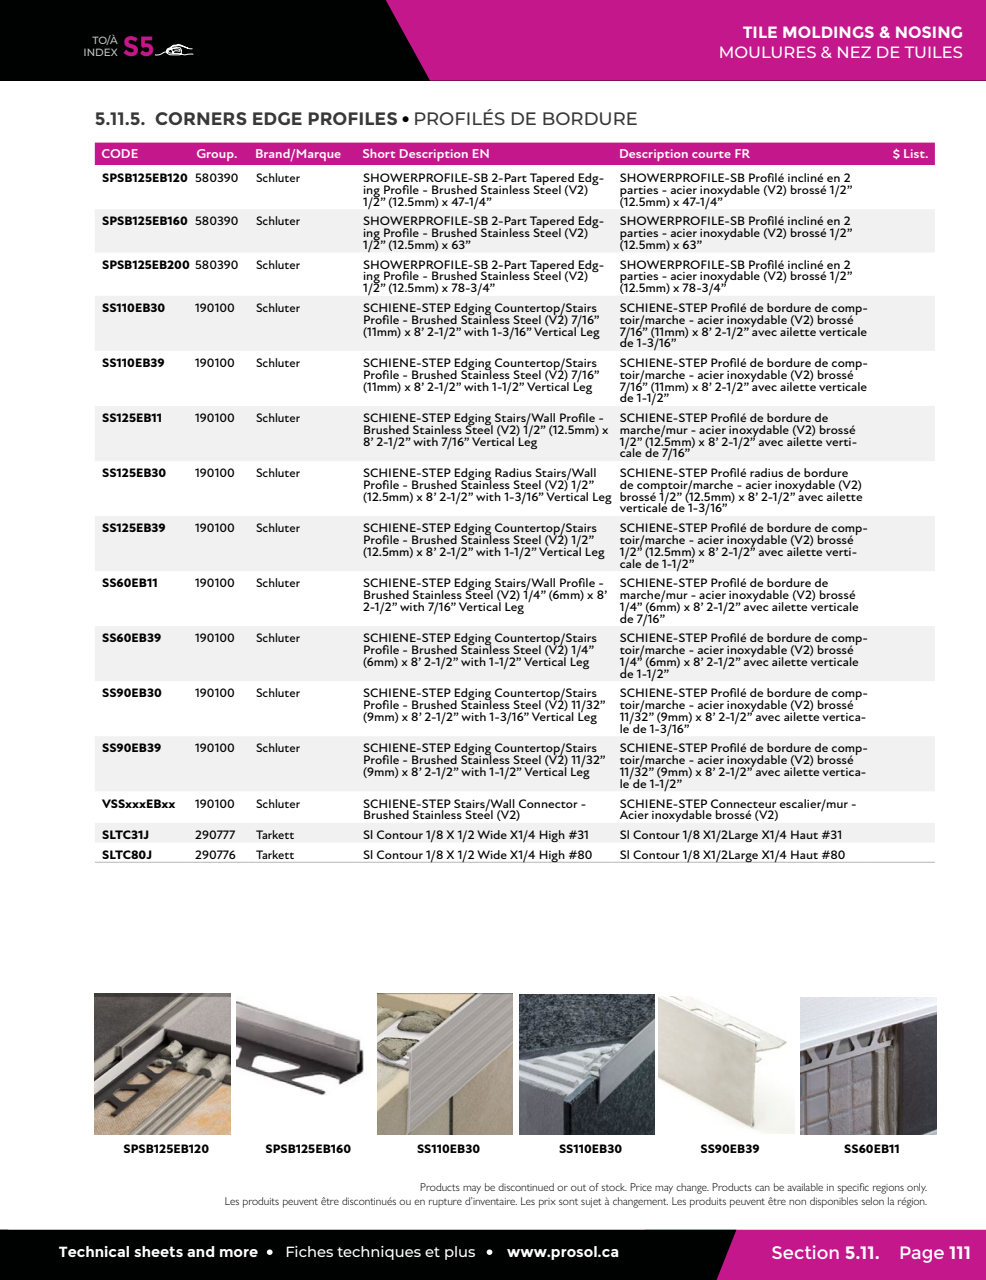 TO/À
INDEX S5
TILE MOLDINGS & NOSING
MOULURES & NEZ DE TUILES
5.11.5. CORNERS EDGE PROFILES • PROFILÉS DE BORDURE
CODE Group. Brand/Marque Short Description EN Description courte FR $ List.
SPSB125EB120 580390 Schluter SHOWERPROFILE-SB 2-Part Tapered Edg- SHOWERPROFILE-SB Profilé incliné en 2
ing Profile - Brushed Stainless Steel (V2) parties - acier inoxydable (V2) brossé 1/2”
1/2” (12.5mm) x 47-1/4” (12.5mm) x 47-1/4”
SPSB125EB160 580390 Schluter SHOWERPROFILE-SB 2-Part Tapered Edg- SHOWERPROFILE-SB Profilé incliné en 2
ing Profile - Brushed Stainless Steel (V2) parties - acier inoxydable (V2) brossé 1/2”
1/2” (12.5mm) x 63” (12.5mm) x 63”
SPSB125EB200 580390 Schluter SHOWERPROFILE-SB 2-Part Tapered Edg- SHOWERPROFILE-SB Profilé incliné en 2
ing Profile - Brushed Stainless Steel (V2) parties - acier inoxydable (V2) brossé 1/2”
1/2” (12.5mm) x 78-3/4” (12.5mm) x 78-3/4”
SS110EB30 190100 Schluter SCHIENE-STEP Edging Countertop/Stairs SCHIENE-STEP Profilé de bordure de comp-
Profile - Brushed Stainless Steel (V2) 7/16” toir/marche - acier inoxydable (V2) brossé
(11mm) x 8’ 2-1/2” with 1-3/16” Vertical Leg 7/16” (11mm) x 8’ 2-1/2” avec ailette verticale
de 1-3/16”
SS110EB39 190100 Schluter SCHIENE-STEP Edging Countertop/Stairs SCHIENE-STEP Profilé de bordure de comp-
Profile - Brushed Stainless Steel (V2) 7/16” toir/marche - acier inoxydable (V2) brossé
(11mm) x 8’ 2-1/2” with 1-1/2” Vertical Leg 7/16” (11mm) x 8’ 2-1/2” avec ailette verticale
de 1-1/2”
SS125EB11 190100 Schluter SCHIENE-STEP Edging Stairs/Wall Profile - SCHIENE-STEP Profilé de bordure de
Brushed Stainless Steel (V2) 1/2” (12.5mm) x marche/mur - acier inoxydable (V2) brossé
8’ 2-1/2” with 7/16” Vertical Leg 1/2” (12.5mm) x 8’ 2-1/2” avec ailette verti-
cale de 7/16”
SS125EB30 190100 Schluter SCHIENE-STEP Edging Radius Stairs/Wall SCHIENE-STEP Profilé radius de bordure
Profile - Brushed Stainless Steel (V2) 1/2” de comptoir/marche - acier inoxydable (V2)
(12.5mm) x 8’ 2-1/2” with 1-3/16” Vertical Leg brossé 1/2” (12.5mm) x 8’ 2-1/2” avec ailette
verticale de 1-3/16”
SS125EB39 190100 Schluter SCHIENE-STEP Edging Countertop/Stairs SCHIENE-STEP Profilé de bordure de comp-
Profile - Brushed Stainless Steel (V2) 1/2” toir/marche - acier inoxydable (V2) brossé
(12.5mm) x 8’ 2-1/2” with 1-1/2” Vertical Leg 1/2” (12.5mm) x 8’ 2-1/2” avec ailette verti-
cale de 1-1/2”
SS60EB11 190100 Schluter SCHIENE-STEP Edging Stairs/Wall Profile - SCHIENE-STEP Profilé de bordure de
Brushed Stainless Steel (V2) 1/4” (6mm) x 8’ marche/mur - acier inoxydable (V2) brossé
2-1/2” with 7/16” Vertical Leg 1/4” (6mm) x 8’ 2-1/2” avec ailette verticale
de 7/16”
SS60EB39 190100 Schluter SCHIENE-STEP Edging Countertop/Stairs SCHIENE-STEP Profilé de bordure de comp-
Profile - Brushed Stainless Steel (V2) 1/4” toir/marche - acier inoxydable (V2) brossé
(6mm) x 8’ 2-1/2” with 1-1/2” Vertical Leg 1/4” (6mm) x 8’ 2-1/2” avec ailette verticale
de 1-1/2”
SS90EB30 190100 Schluter SCHIENE-STEP Edging Countertop/Stairs SCHIENE-STEP Profilé de bordure de comp-
Profile - Brushed Stainless Steel (V2) 11/32” toir/marche - acier inoxydable (V2) brossé
(9mm) x 8’ 2-1/2” with 1-3/16” Vertical Leg 11/32” (9mm) x 8’ 2-1/2” avec ailette vertica-
le de 1-3/16”
SS90EB39 190100 Schluter SCHIENE-STEP Edging Countertop/Stairs SCHIENE-STEP Profilé de bordure de comp-
Profile - Brushed Stainless Steel (V2) 11/32” toir/marche - acier inoxydable (V2) brossé
(9mm) x 8’ 2-1/2” with 1-1/2” Vertical Leg 11/32” (9mm) x 8’ 2-1/2” avec ailette vertica-
le de 1-1/2”
VSSxxxEBxx 190100 Schluter SCHIENE-STEP Stairs/Wall Connector - SCHIENE-STEP Connecteur escalier/mur -
Brushed Stainless Steel (V2) Acier inoxydable brossé (V2)
SLTC31J 290777 Tarkett Sl Contour 1/8 X 1/2 Wide X1/4 High #31 Sl Contour 1/8 X1/2Large X1/4 Haut #31
SLTC80J 290776 Tarkett Sl Contour 1/8 X 1/2 Wide X1/4 High #80 Sl Contour 1/8 X1/2Large X1/4 Haut #80
SPSB125EB120 SPSB125EB160 SS110EB30 SS110EB30 SS90EB39 SS60EB11
Products may be discontinued or out of stock. Price may change. Products can be available in specific regions only.
Les produits peuvent être discontinués ou en rupture d’inventaire. Les prix sont sujet à changement. Les produits peuvent être non disponibles selon la région.
Technical sheets and more • Fiches techniques et plus • www.prosol.ca
Section 5.11. Page 111